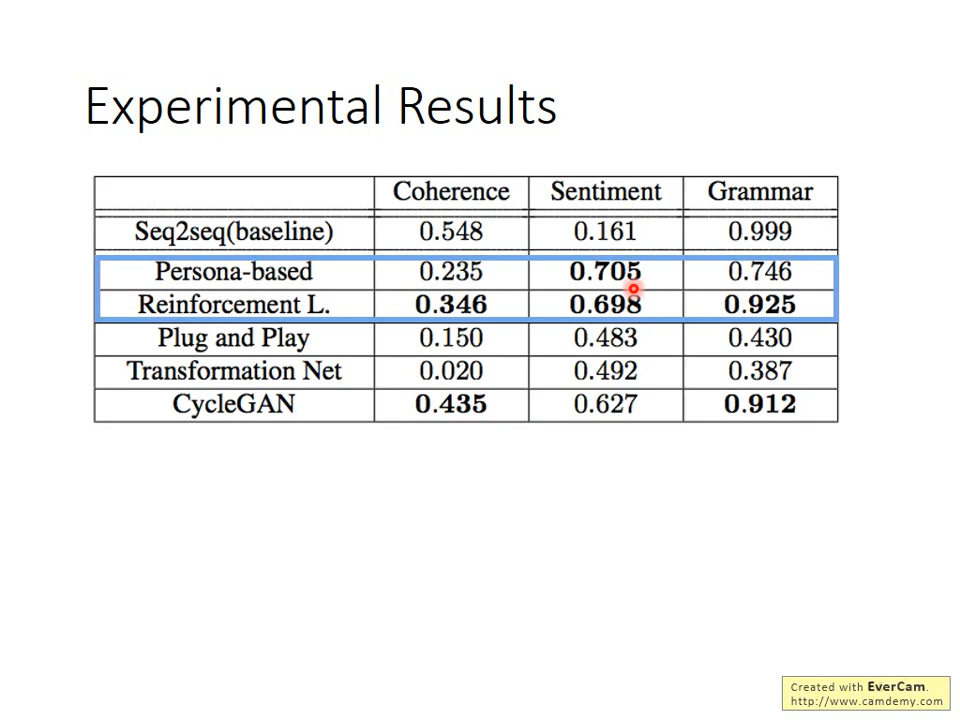 Experimental Results
Coherence Sentiment Grammar
Seq2seq(baseline) 0.548 0.161 0.999
Persona-based 0.235 0.705 0.746
Reinforcement L. 0.346 0.698 0.925
Plug and Play 0.150 0.483 0.430
Transformation Net 0.020 0.492 0.387
CycleGAN 0.435 0.627 0.912
Created with EverCam.
http://www.camdemy.com